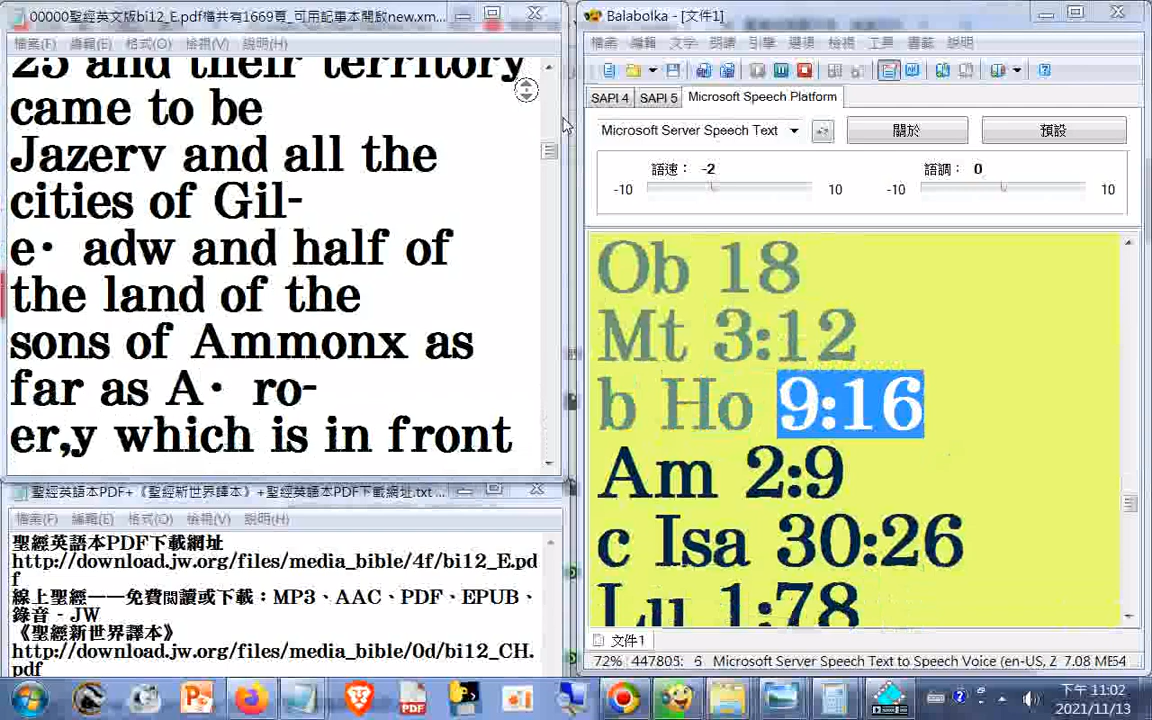 00000聖經英文版bi12_E.pdf檔共有1669頁_可用記事本開啟new.xm...
檔案(F) 編輯(E) 格式(O) 檢視(V) 說明(H)
25 and their territory
came to be
Jazerv and all the
cities of Gil-
e· adw and half of
the land of the
sons of Ammonx as
far as A· ro-
er,y which is in front
聖經英語本PDF+《聖經新世界譯本》+聖經英語本PDF下載網址.txt ...
檔案(F) 編輯(E) 格式(O) 檢視(V) 說明(H)
聖經英語本PDF下載網址
http://download.jw.org/files/media_bible/4f/bi12_E.pd
f
線上聖經——免費閱讀或下載：MP3、AAC、PDF、EPUB、
錄音 - JW
《聖經新世界譯本》
http://download.jw.org/files/media_bible/0d/bi12_CH.
pdf
Balabolka - [文件1]
檔案 編輯 文字 朗讀 引擎 選項 檢視 工具 書籤 說明
SAPI 4 SAPI 5 Microsoft Speech Platform
Microsoft Server Speech Text 關於 預設
語速： -2 語調： 0
-10 10 -10 10
Ob 18
Mt 3:12
b Ho 9:16
Am 2:9
c Isa 30:26
Lu 1:78
文件1
72% 447805: 6 Microsoft Server Speech Text to Speech Voice (en-US, Z 7.08 ME54
PDF
下午 11:02
2021/11/13